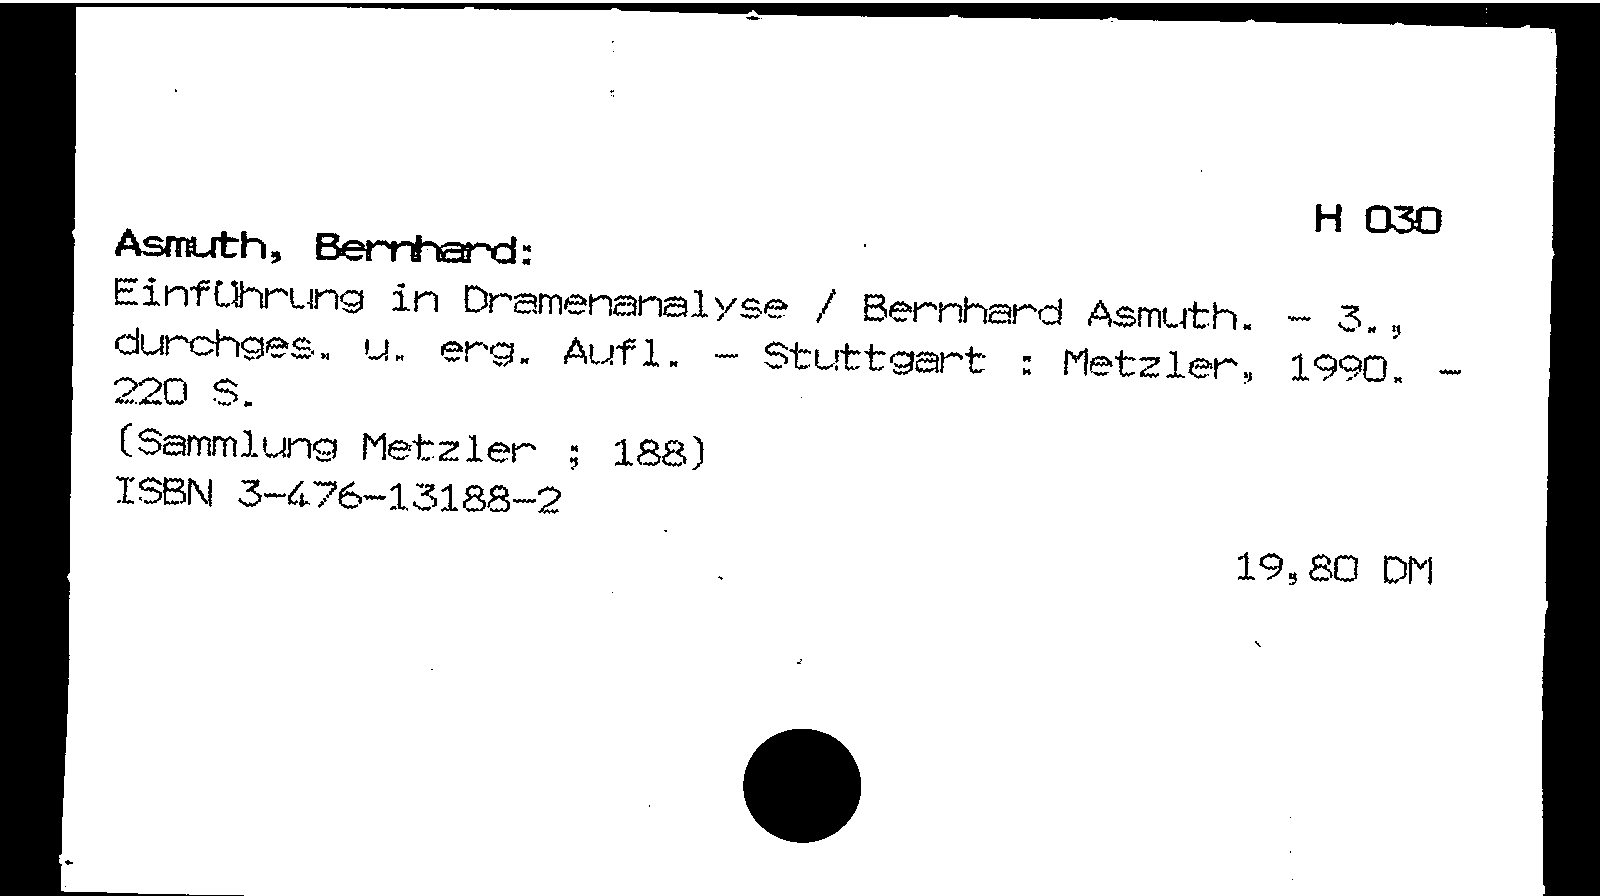 H 030
Asmuth, Bernhard:
Einführung in Dramenanalyse / Bernhard Asmuth. - 3.,
durchges. u. erg. Aufl. - Stuttgart : Metzler, 1990. -
220 S.
(Sammlung Metzler ; 188)
ISBN 3-476-13188-2
19,80 DM